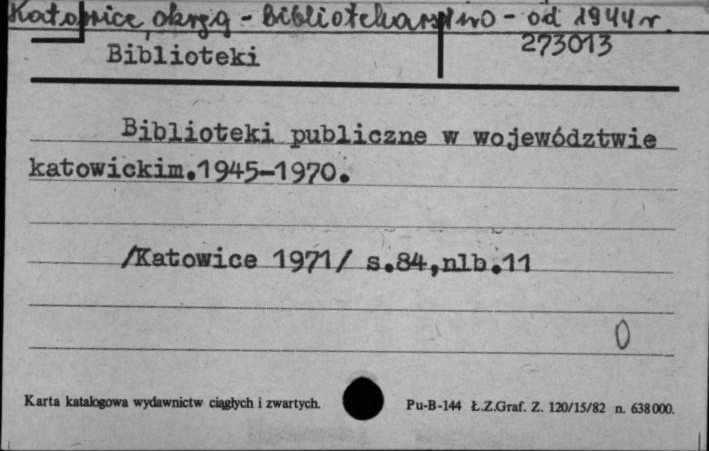 Katowice, okręg - bibliotekarstwo - od 1944 r.
273013
Biblioteki
Biblioteki publiczne w województwie
katowickim.1945-1970.
/Katowice 1971/ s.84,nlb.11
0
Karta katalogowa wydawnictw ciągłych i zwartych.
Pu-B-144 Ł.Z.Graf. Z. 120/15/82 n. 638000.